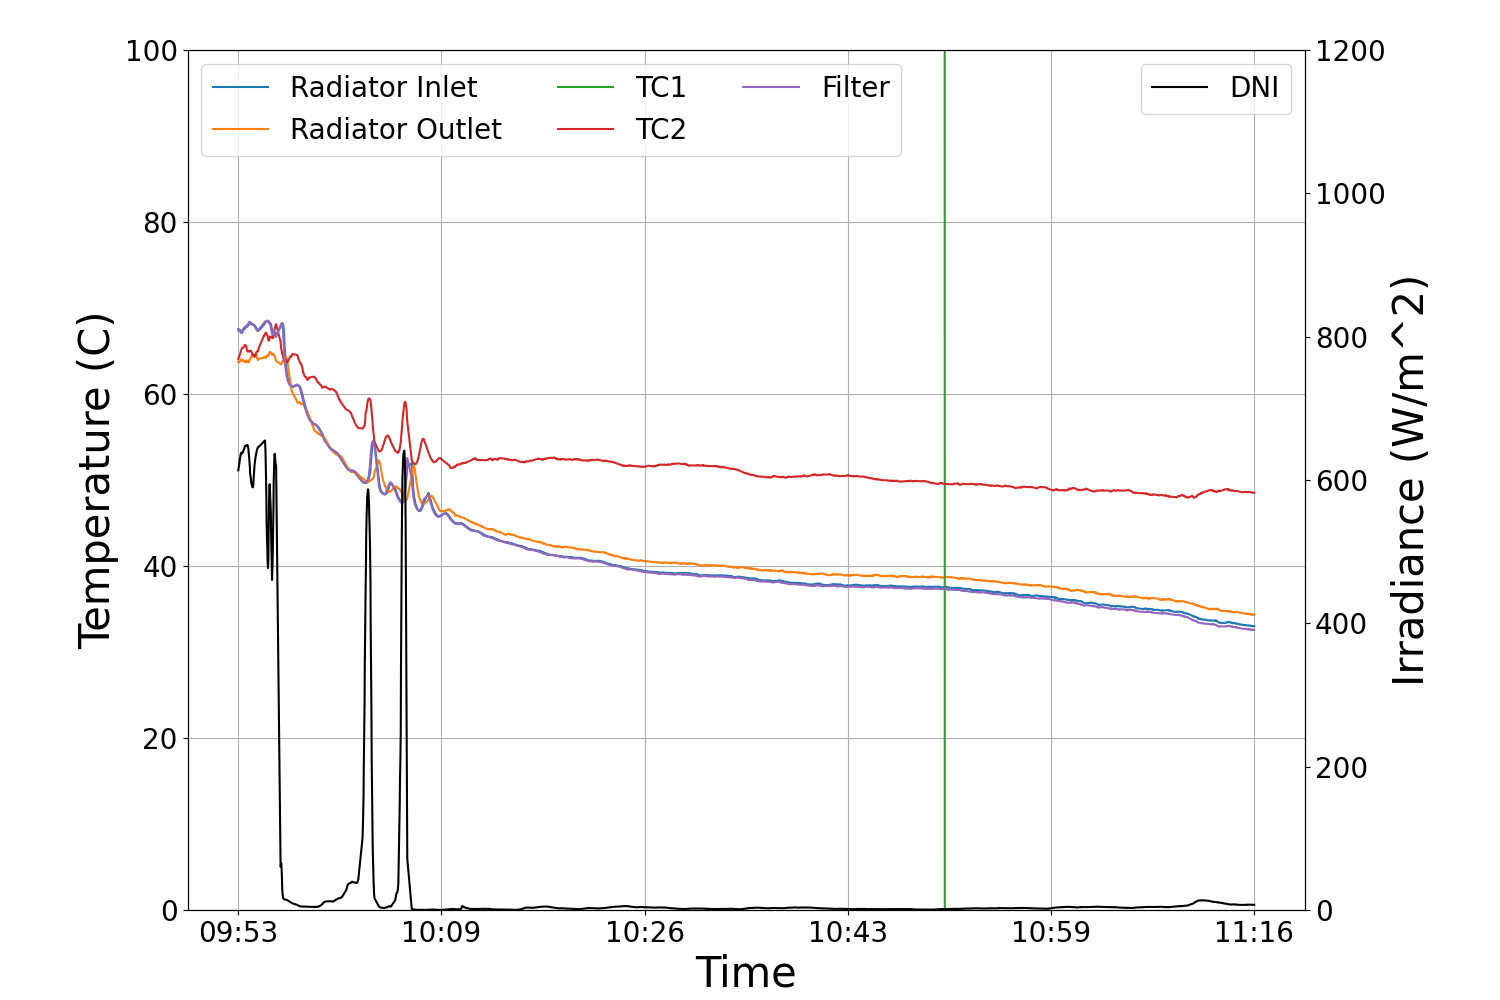 100
80
60
40
20
0
Temperature (C)
Radiator Inlet
Radiator Outlet
TC1
TC2
Filter
DNI
1200
1000
800
600
400
200
0
Irradiance (W/m^2)
09:53 10:09 10:26 10:43 10:59 11:16
Time